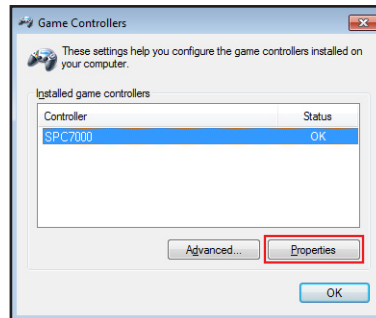 Game Controllers
These settings help you configure the game controllers installed on
your computer.
Installed game controllers
Controller Status
SPC7000 OK
Advanced... Properties
OK